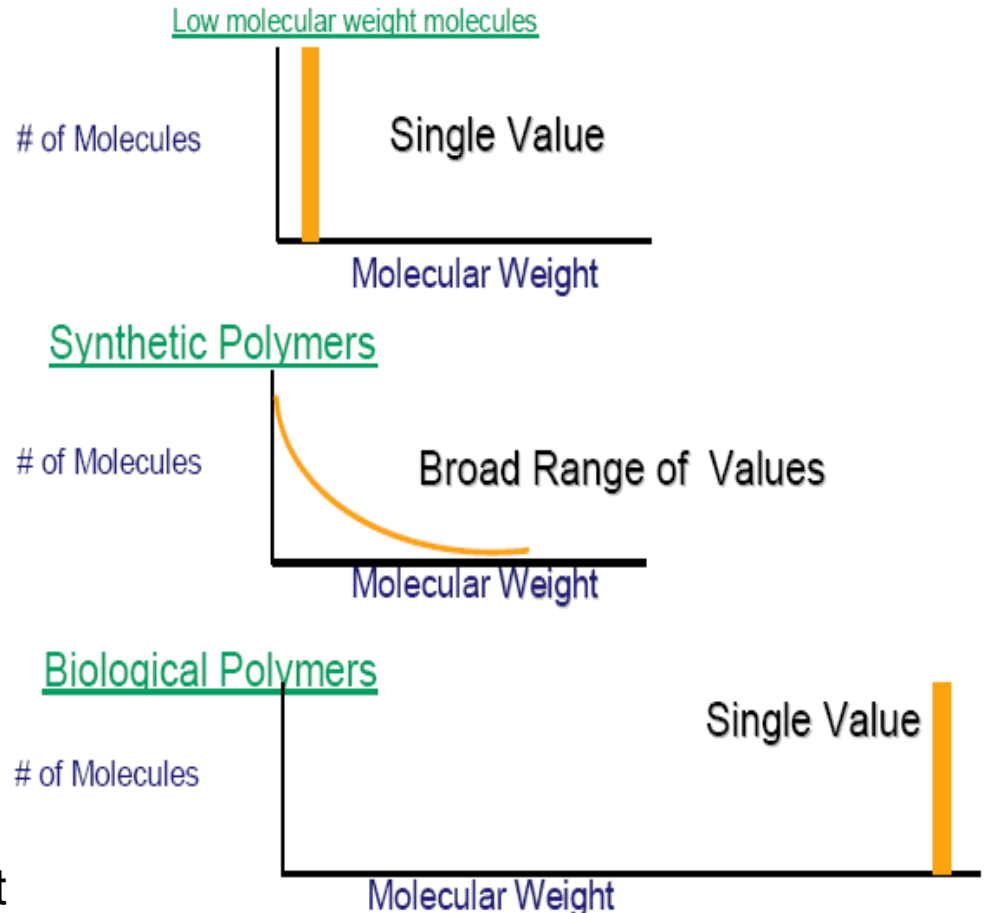 Low molecular weight molecules
# of Molecules
Single Value
Molecular Weight
Synthetic Polymers
# of Molecules
Broad Range of Values
Molecular Weight
Biological Polymers
Single Value
# of Molecules
t
Molecular Weight